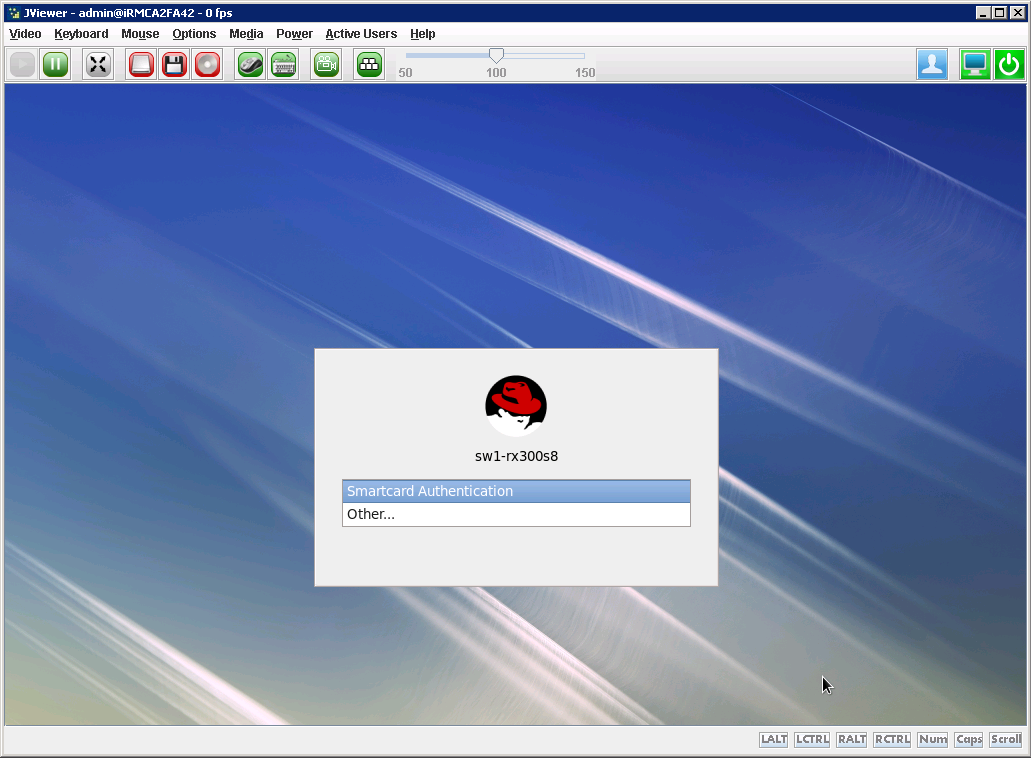 JViewer - admin@iRMCA2FA42 - 0 fps
Video Keyboard Mouse Options Media Power Active Users Help
50 100 150
sw1-rx300s8
Smartcard Authentication
Other...
LALT LCTRL RALT RCTRL Num Caps Scroll